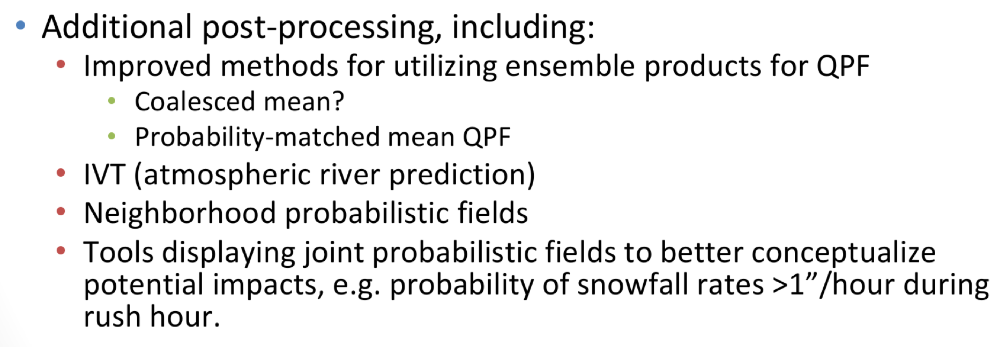 • Additional post-processing, including:
• Improved methods for utilizing ensemble products for QPF
• Coalesced mean?
• Probability-matched mean QPF
• IVT (atmospheric river prediction)
• Neighborhood probabilistic fields
• Tools displaying joint probabilistic fields to better conceptualize
potential impacts, e.g. probability of snowfall rates >1”/hour during
rush hour.